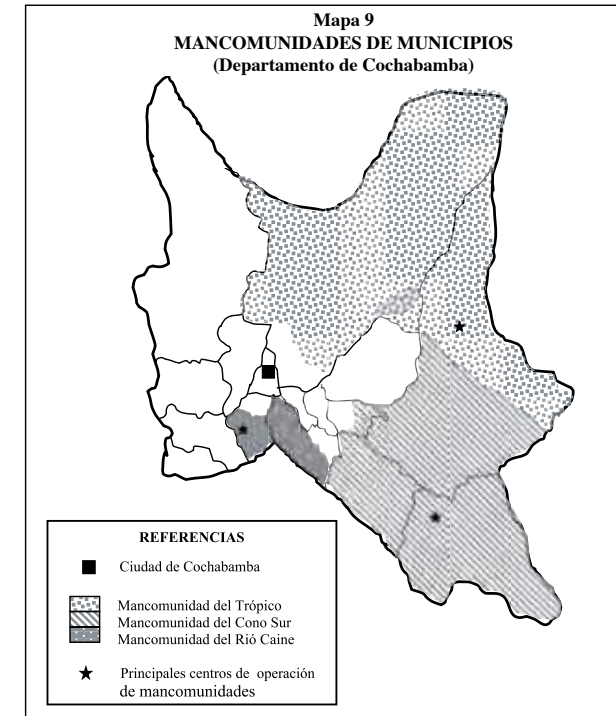 Mapa 9
MANCOMUNIDADES DE MUNICIPIOS
(Departamento de Cochabamba)
REFERENCIAS
Ciudad de Cochabamba
Mancomunidad del Trópico
Mancomunidad del Cono Sur
Mancomunidad del Rió Caine
Principales centros de operación
de mancomunidades